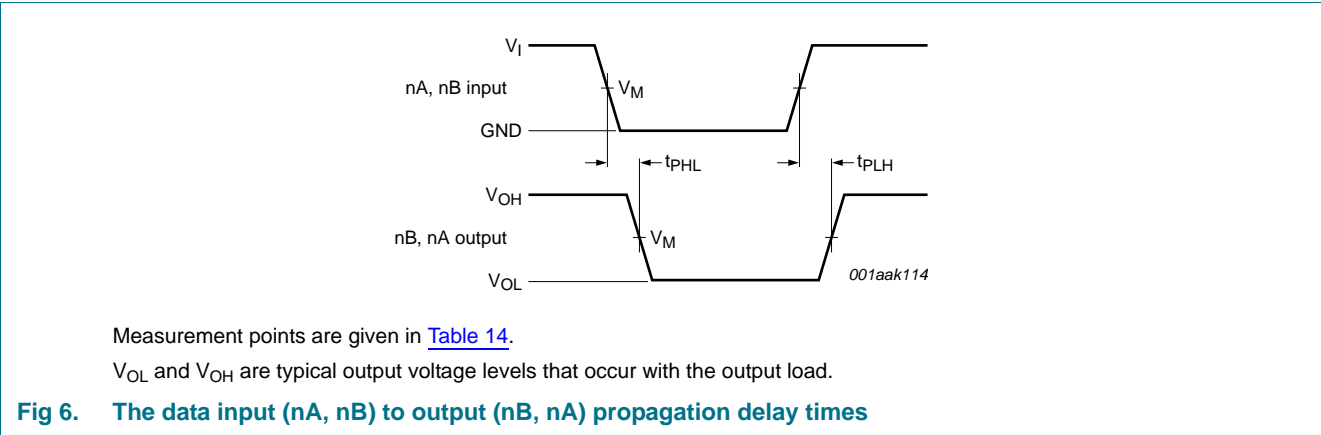 VI
nA, nB input
VM
GND
tPHL
tPLH
VOH
nB, nA output
VM
VOL
001aak114
Measurement points are given in Table 14.
VOL and VOH are typical output voltage levels that occur with the output load.
Fig 6. The data input (nA, nB) to output (nB, nA) propagation delay times